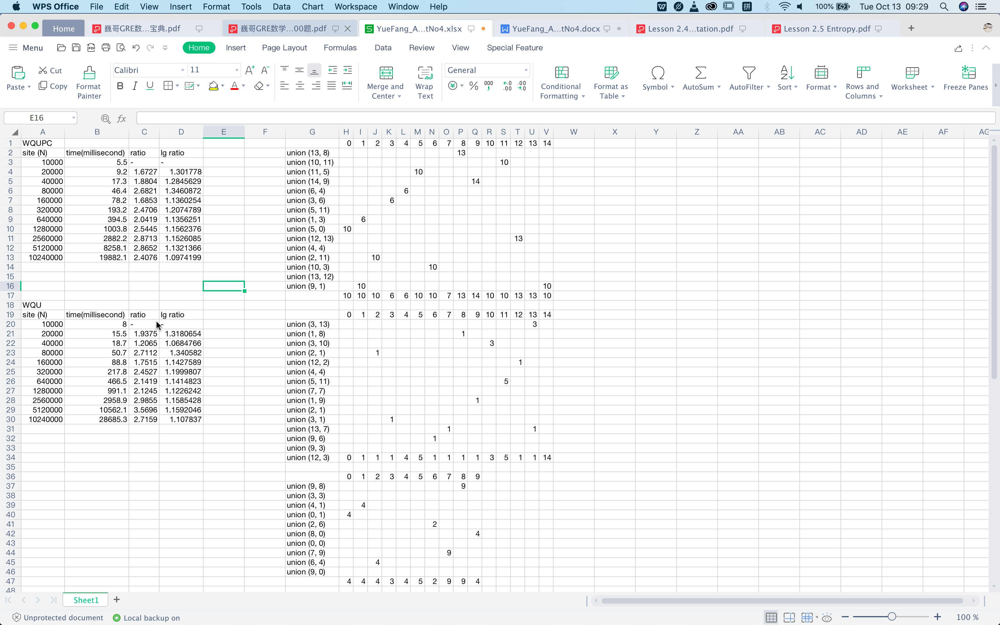 WPS Office File Edit View Insert Format Tools Data Chart Workspace Window Help 100% Tue Oct 13 09:29
Home 巍哥GRE数...宝典.pdf 巍哥GRE数学...00题.pdf YueFang_A...tNo4.xlsx YueFang_A...tNo4.docx Lesson 2.4...tation.pdf Lesson 2.5 Entropy.pdf
Menu Home Insert Page Layout Formulas Data Review View Special Feature
Paste Cut Copy Format Painter Calibri 11 Merge and Center Wrap Text General Conditional Formatting Format as Table Symbol AutoSum AutoFilter Sort Format Rows and Columns Worksheet Freeze Panes
E16 fx
A B C D E F G H I J K L M N O P Q R S T U V W X Y Z AA AB AC AD AE AF AG
1 WQUPC 0 1 2 3 4 5 6 7 8 9 10 11 12 13 14
2 site (N) time(millisecond) ratio lg ratio union (13, 8) 13
3 10000 5.5 - - union (10, 11) 10
4 20000 9.2 1.6727 1.301778 union (11, 5) 10
5 40000 17.3 1.8804 1.2845629 union (14, 9) 14
6 80000 46.4 2.6821 1.3460872 union (6, 4) 6
7 160000 78.2 1.6853 1.1360254 union (3, 6) 6
8 320000 193.2 2.4706 1.2074789 union (5, 11)
9 640000 394.5 2.0419 1.1356251 union (1, 3) 6
10 1280000 1003.8 2.5445 1.1562376 union (5, 0) 10
11 2560000 2882.2 2.8713 1.1526085 union (12, 13) 13
12 5120000 8258.1 2.8652 1.1321366 union (4, 4)
13 10240000 19882.1 2.4076 1.0974199 union (2, 11) 10
14 union (10, 3) 10
15 union (13, 12)
16 union (9, 1) 10 10
17 10 10 10 6 6 10 10 7 13 14 10 10 13 13 10
18 WQU
19 site (N) time(millisecond) ratio lg ratio 0 1 2 3 4 5 6 7 8 9 10 11 12 13 14
20 10000 8 - - union (3, 13) 3
21 20000 15.5 1.9375 1.3180654 union (1, 8) 1
22 40000 18.7 1.2065 1.0684766 union (3, 10) 3
23 80000 50.7 2.7112 1.340582 union (2, 1) 1
24 160000 88.8 1.7515 1.1427589 union (12, 2) 1
25 320000 217.8 2.4527 1.1999807 union (4, 4)
26 640000 466.5 2.1419 1.1414823 union (5, 11) 5
27 1280000 991.1 2.1245 1.1226242 union (7, 7)
28 2560000 2958.9 2.9855 1.1585428 union (1, 9) 1
29 5120000 10562.1 3.5696 1.1592046 union (2, 1)
30 10240000 28685.3 2.7159 1.107837 union (3, 1) 1
31 union (13, 7) 1 1
32 union (9, 6) 1
33 union (9, 3)
34 union (12, 3) 0 1 1 1 4 5 1 1 1 1 3 5 1 1 14
35
36 0 1 2 3 4 5 6 7 8 9
37 union (9, 8) 9
38 union (3, 3)
39 union (4, 1) 4
40 union (0, 1) 4
41 union (2, 6) 2
42 union (8, 0) 4
43 union (0, 0)
44 union (7, 9) 9
45 union (6, 4) 4
46 union (9, 0)
47 4 4 4 3 4 5 2 9 9 4
48
Sheet1
Unprotected document Local backup on 100 %